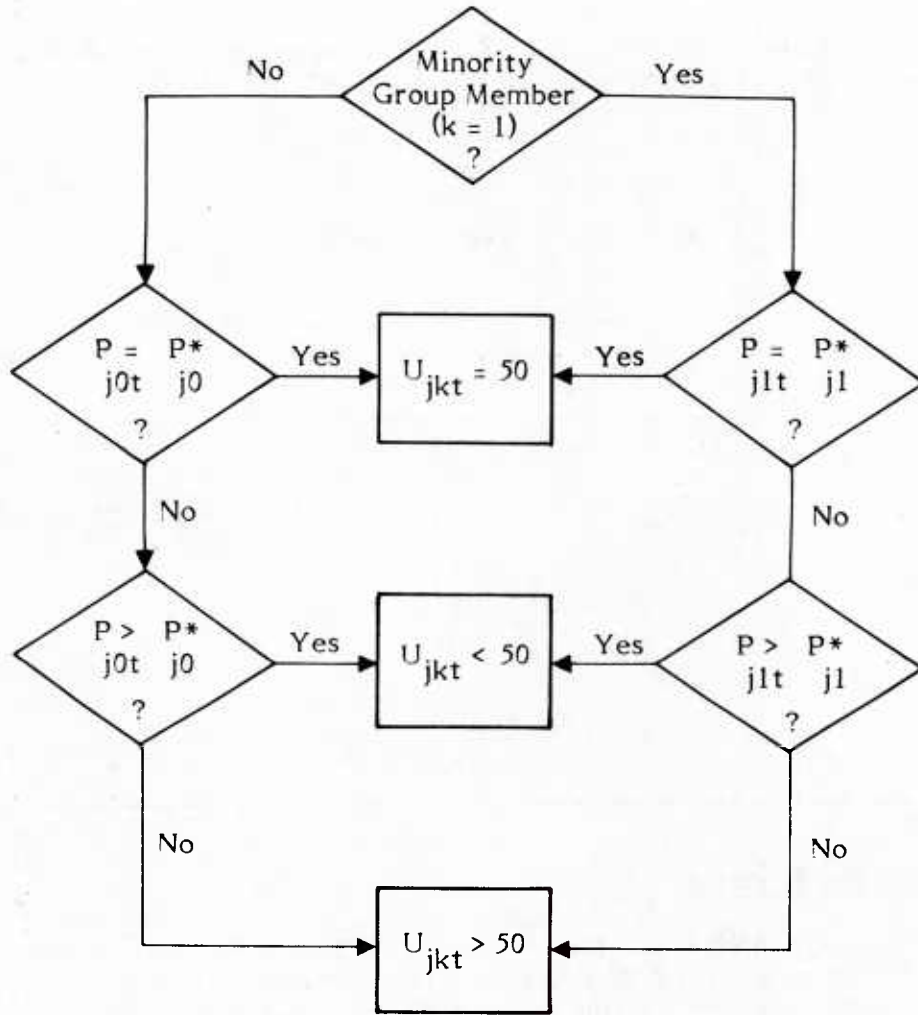 Minority
No
Yes
Group Member
(k = 1)
?
P = P*
j0t j0
?
Yes
U jkt = 50
Yes
P = P*
j1t j1
?
No
No
P > P*
j0t j0
?
Yes
U jkt < 50
Yes
P > P*
j1t j1
?
No
No
U jkt > 50